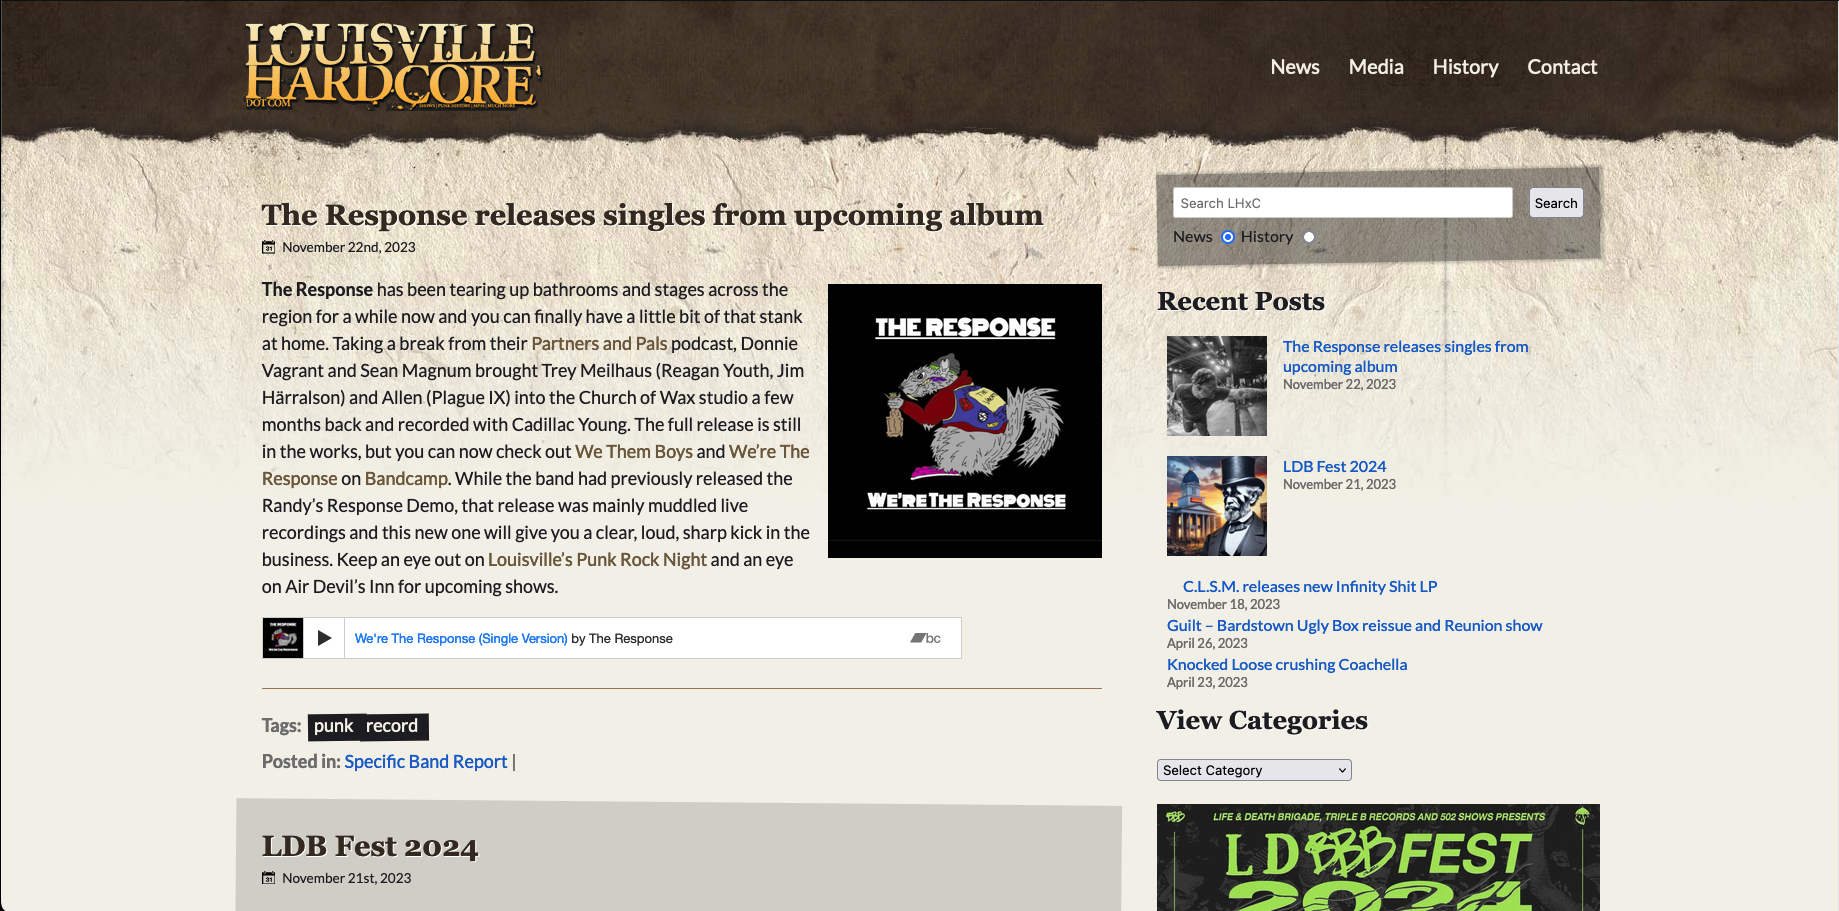 LOUISVILLE
HARDCORE
DOT COM
SHOWS | PUNK HISTORY | MP3s | MUCH MORE
News Media History Contact
The Response releases singles from upcoming album
November 22nd, 2023
The Response has been tearing up bathrooms and stages across the
region for a while now and you can finally have a little bit of that stank
at home. Taking a break from their Partners and Pals podcast, Donnie
Vagrant and Sean Magnum brought Trey Meilhaus (Reagan Youth, Jim
Härralson) and Allen (Plague IX) into the Church of Wax studio a few
months back and recorded with Cadillac Young. The full release is still
in the works, but you can now check out We Them Boys and We’re The
Response on Bandcamp. While the band had previously released the
Randy’s Response Demo, that release was mainly muddled live
recordings and this new one will give you a clear, loud, sharp kick in the
business. Keep an eye out on Louisville’s Punk Rock Night and an eye
on Air Devil’s Inn for upcoming shows.
THE RESPONSE
WE'RE THE RESPONSE
We're The Response (Single Version) by The Response
bc
Tags: punk record
Posted in: Specific Band Report |
LDB Fest 2024
November 21st, 2023
Search LHxC Search
News History
Recent Posts
The Response releases singles from
upcoming album
November 22, 2023
LDB Fest 2024
November 21, 2023
C.L.S.M. releases new Infinity Shit LP
November 18, 2023
Guilt – Bardstown Ugly Box reissue and Reunion show
April 26, 2023
Knocked Loose crushing Coachella
April 23, 2023
View Categories
Select Category
LIFE & DEATH BRIGADE, TRIPLE B RECORDS AND 502 SHOWS PRESENTS
LD BBB FEST
2024